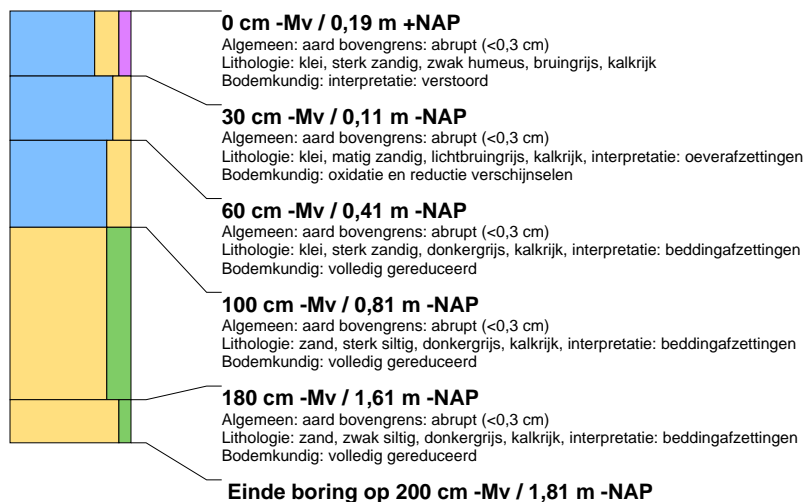 0 cm -Mv / 0,19 m +NAP
Algemeen: aard bovengrens: abrupt (<0,3 cm)
Lithologie: klei, sterk zandig, zwak humeus, bruingrijs, kalkrijk
Bodemkundig: interpretatie: verstoord
30 cm -Mv / 0,11 m -NAP
Algemeen: aard bovengrens: abrupt (<0,3 cm)
Lithologie: klei, matig zandig, lichtbruingrijs, kalkrijk, interpretatie: oeverafzettingen
Bodemkundig: oxidatie en reductie verschijnselen
60 cm -Mv / 0,41 m -NAP
Algemeen: aard bovengrens: abrupt (<0,3 cm)
Lithologie: klei, sterk zandig, donkergrijs, kalkrijk, interpretatie: beddingafzettingen
Bodemkundig: volledig gereduceerd
100 cm -Mv / 0,81 m -NAP
Algemeen: aard bovengrens: abrupt (<0,3 cm)
Lithologie: zand, sterk siltig, donkergrijs, kalkrijk, interpretatie: beddingafzettingen
Bodemkundig: volledig gereduceerd
180 cm -Mv / 1,61 m -NAP
Algemeen: aard bovengrens: abrupt (<0,3 cm)
Lithologie: zand, zwak siltig, donkergrijs, kalkrijk, interpretatie: beddingafzettingen
Bodemkundig: volledig gereduceerd
Einde boring op 200 cm -Mv / 1,81 m -NAP